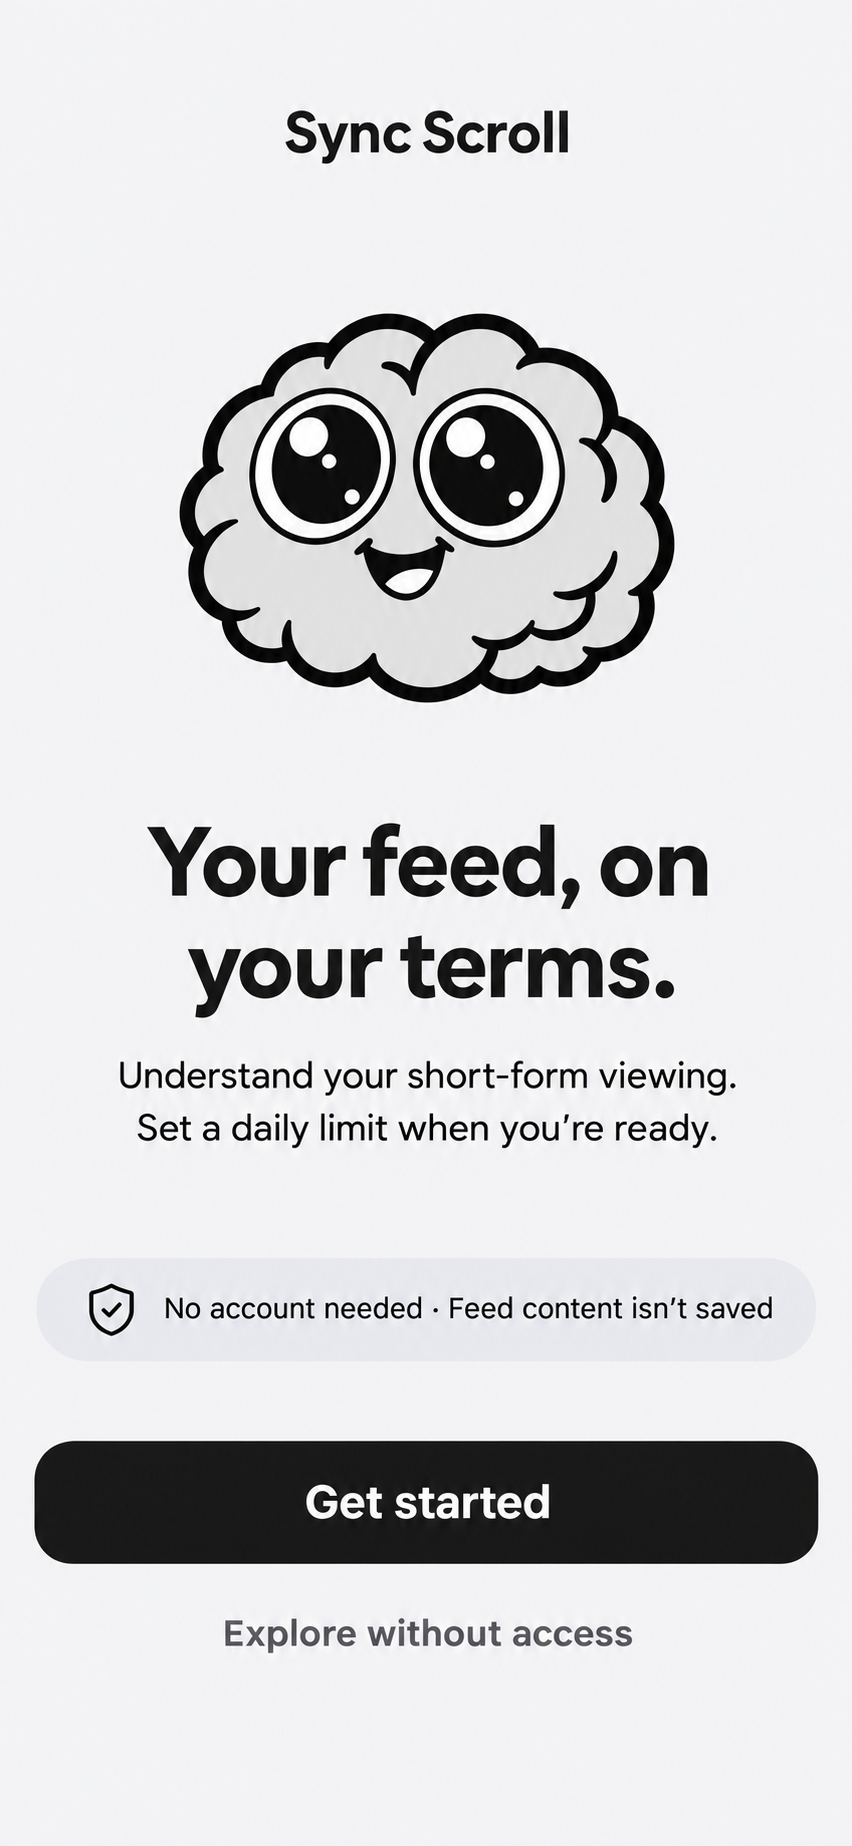 Sync Scroll
Your feed, on
your terms.
Understand your short-form viewing.
Set a daily limit when you’re ready.
No account needed · Feed content isn’t saved
Get started
Explore without access